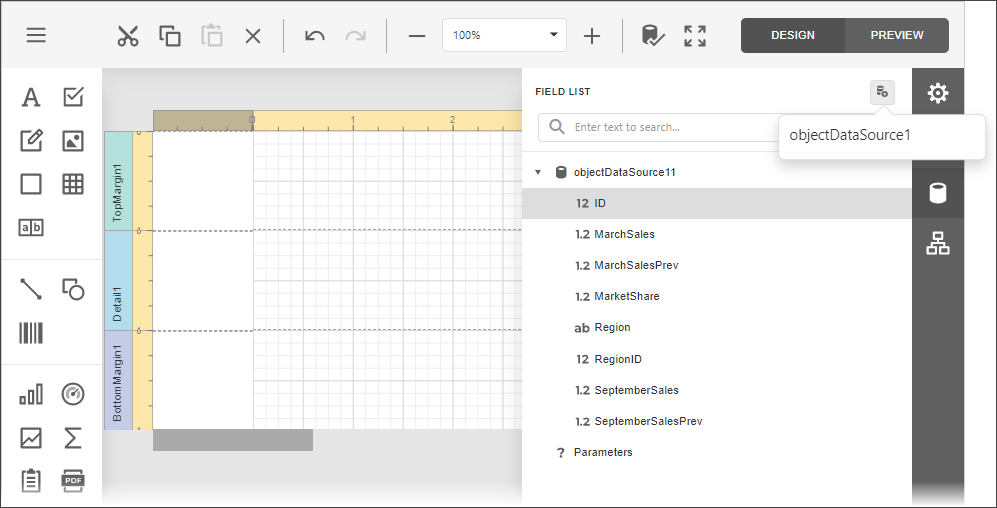 100%
DESIGN
PREVIEW
FIELD LIST
Enter text to search...
objectDataSource1
0
1
2
TopMargin1
0
Detail1
0
BottomMargin1
objectDataSource11
12 ID
1.2 MarchSales
1.2 MarchSalesPrev
1.2 MarketShare
ab Region
12 RegionID
1.2 SeptemberSales
1.2 SeptemberSalesPrev
? Parameters
A
a b
PDF